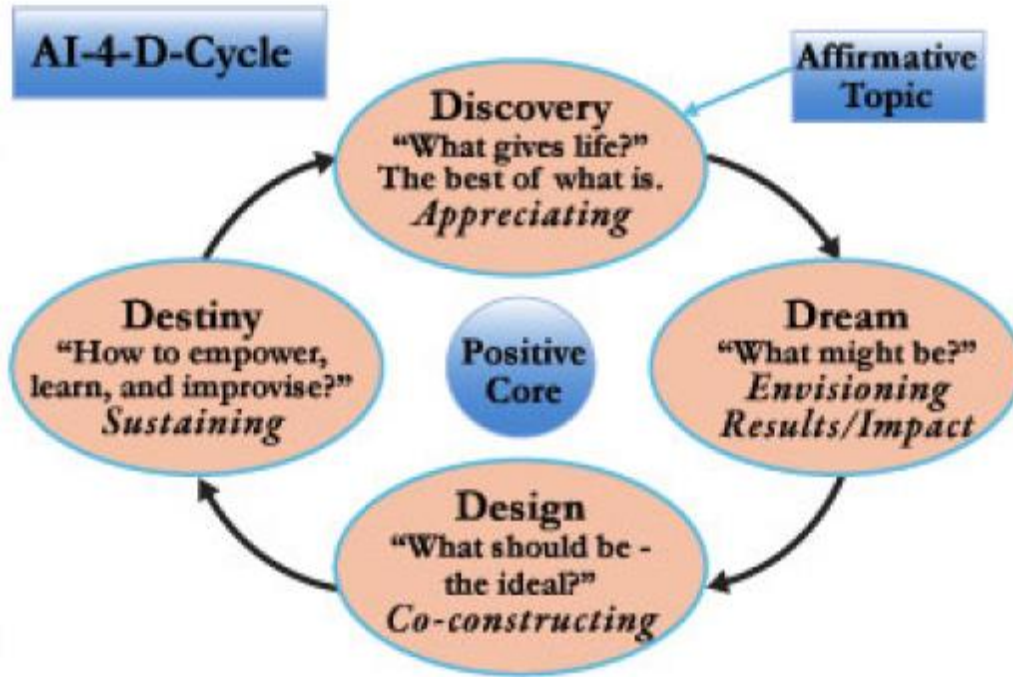 AI-4-D-Cycle
Affirmative
Topic
Discovery
“What gives life?”
The best of what is.
Appreciating
Destiny
“How to empower,
learn, and improvise?”
Sustaining
Positive
Core
Dream
“What might be?”
Envisioning
Results/Impact
Design
“What should be -
the ideal?”
Co-constructing